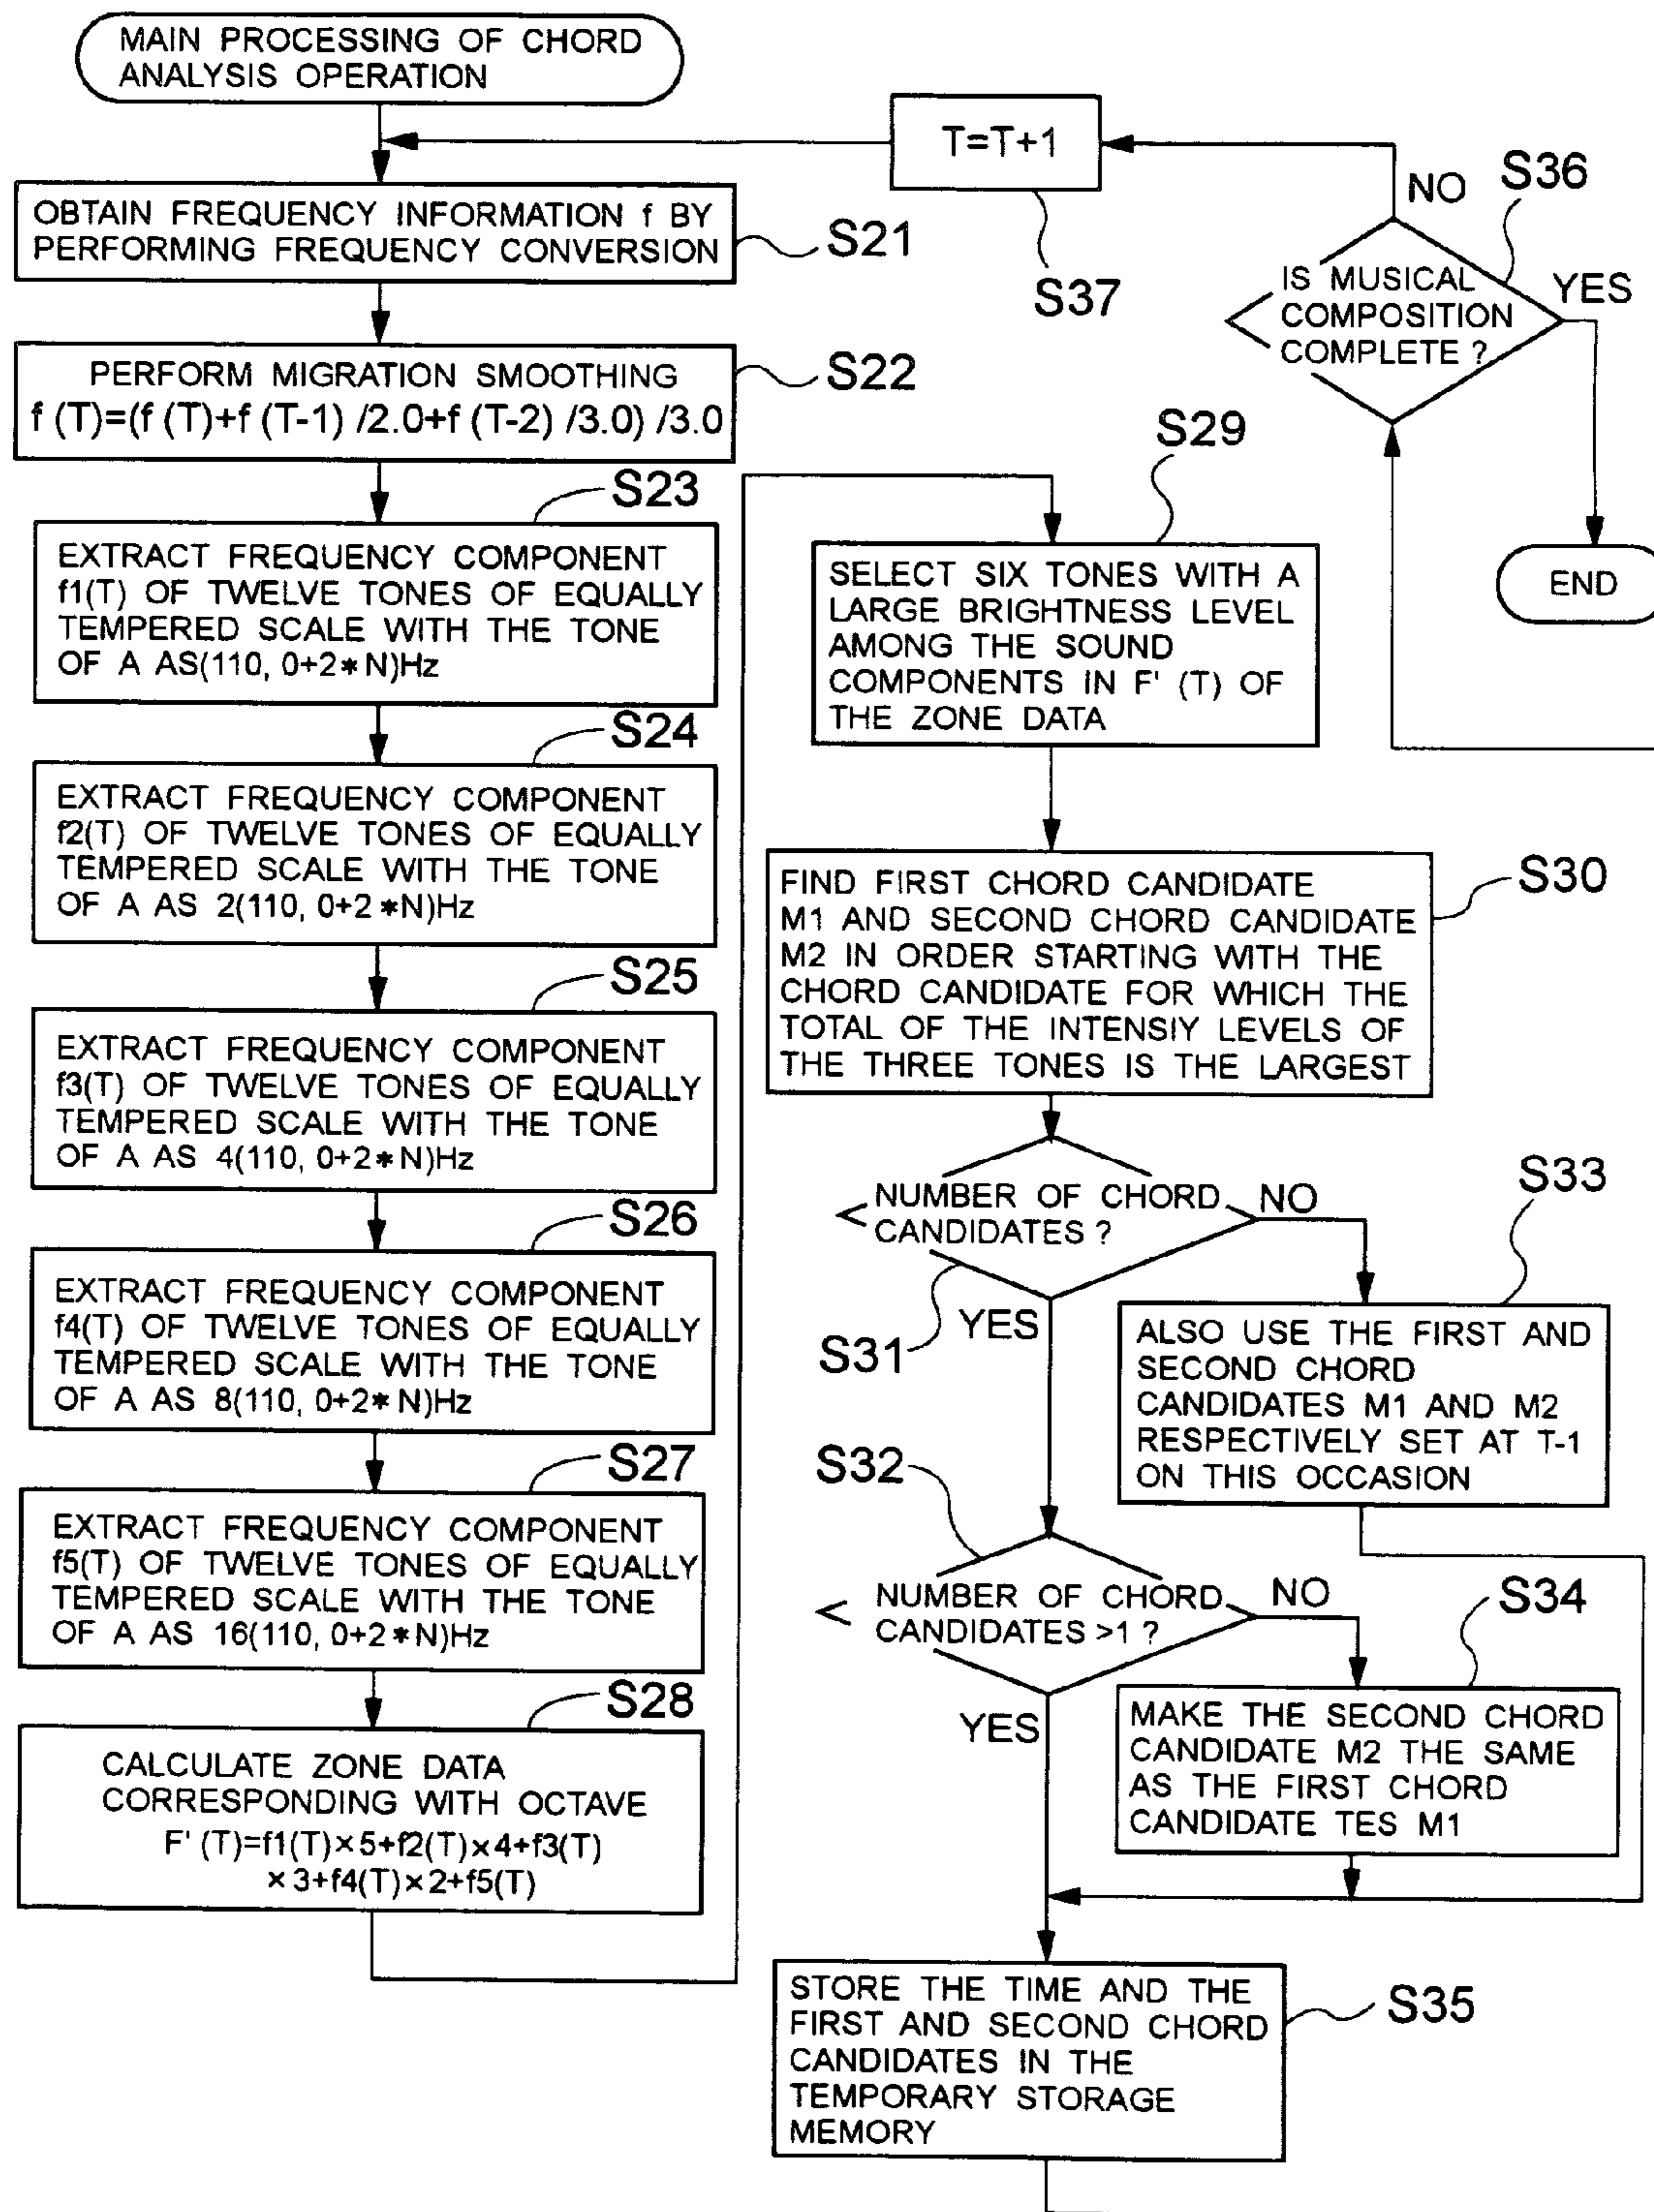 MAIN PROCESSING OF CHORD
ANALYSIS OPERATION
OBTAIN FREQUENCY INFORMATION f BY
PERFORMING FREQUENCY CONVERSION
S21
PERFORM MIGRATION SMOOTHING
f (T)=(f (T)+f (T-1) /2.0+f (T-2) /3.0) /3.0
S22
S23
EXTRACT FREQUENCY COMPONENT
f1(T) OF TWELVE TONES OF EQUALLY
TEMPERED SCALE WITH THE TONE
OF A AS(110, 0+2*N)Hz
S24
EXTRACT FREQUENCY COMPONENT
f2(T) OF TWELVE TONES OF EQUALLY
TEMPERED SCALE WITH THE TONE
OF A AS 2(110, 0+2*N)Hz
S25
EXTRACT FREQUENCY COMPONENT
f3(T) OF TWELVE TONES OF EQUALLY
TEMPERED SCALE WITH THE TONE
OF A AS 4(110, 0+2*N)Hz
S26
EXTRACT FREQUENCY COMPONENT
f4(T) OF TWELVE TONES OF EQUALLY
TEMPERED SCALE WITH THE TONE
OF A AS 8(110, 0+2*N)Hz
S27
EXTRACT FREQUENCY COMPONENT
f5(T) OF TWELVE TONES OF EQUALLY
TEMPERED SCALE WITH THE TONE
OF A AS 16(110, 0+2*N)Hz
S28
CALCULATE ZONE DATA
CORRESPONDING WITH OCTAVE
F' (T)=f1(T)×5+f2(T)×4+f3(T)
×3+f4(T)×2+f5(T)
S29
SELECT SIX TONES WITH A
LARGE BRIGHTNESS LEVEL
AMONG THE SOUND
COMPONENTS IN F' (T) OF
THE ZONE DATA
S30
FIND FIRST CHORD CANDIDATE
M1 AND SECOND CHORD CANDIDATE
M2 IN ORDER STARTING WITH THE
CHORD CANDIDATE FOR WHICH THE
TOTAL OF THE INTENSIY LEVELS OF
THE THREE TONES IS THE LARGEST
NUMBER OF CHORD
CANDIDATES ?
NO
YES
S31
S33
ALSO USE THE FIRST AND
SECOND CHORD
CANDIDATES M1 AND M2
RESPECTIVELY SET AT T-1
ON THIS OCCASION
S32
NUMBER OF CHORD
CANDIDATES >1 ?
NO
YES
S34
MAKE THE SECOND CHORD
CANDIDATE M2 THE SAME
AS THE FIRST CHORD
CANDIDATE TES M1
STORE THE TIME AND THE
FIRST AND SECOND CHORD
CANDIDATES IN THE
TEMPORARY STORAGE
MEMORY
S35
IS MUSICAL
COMPOSITION
COMPLETE ?
S36
NO
YES
T=T+1
S37
END